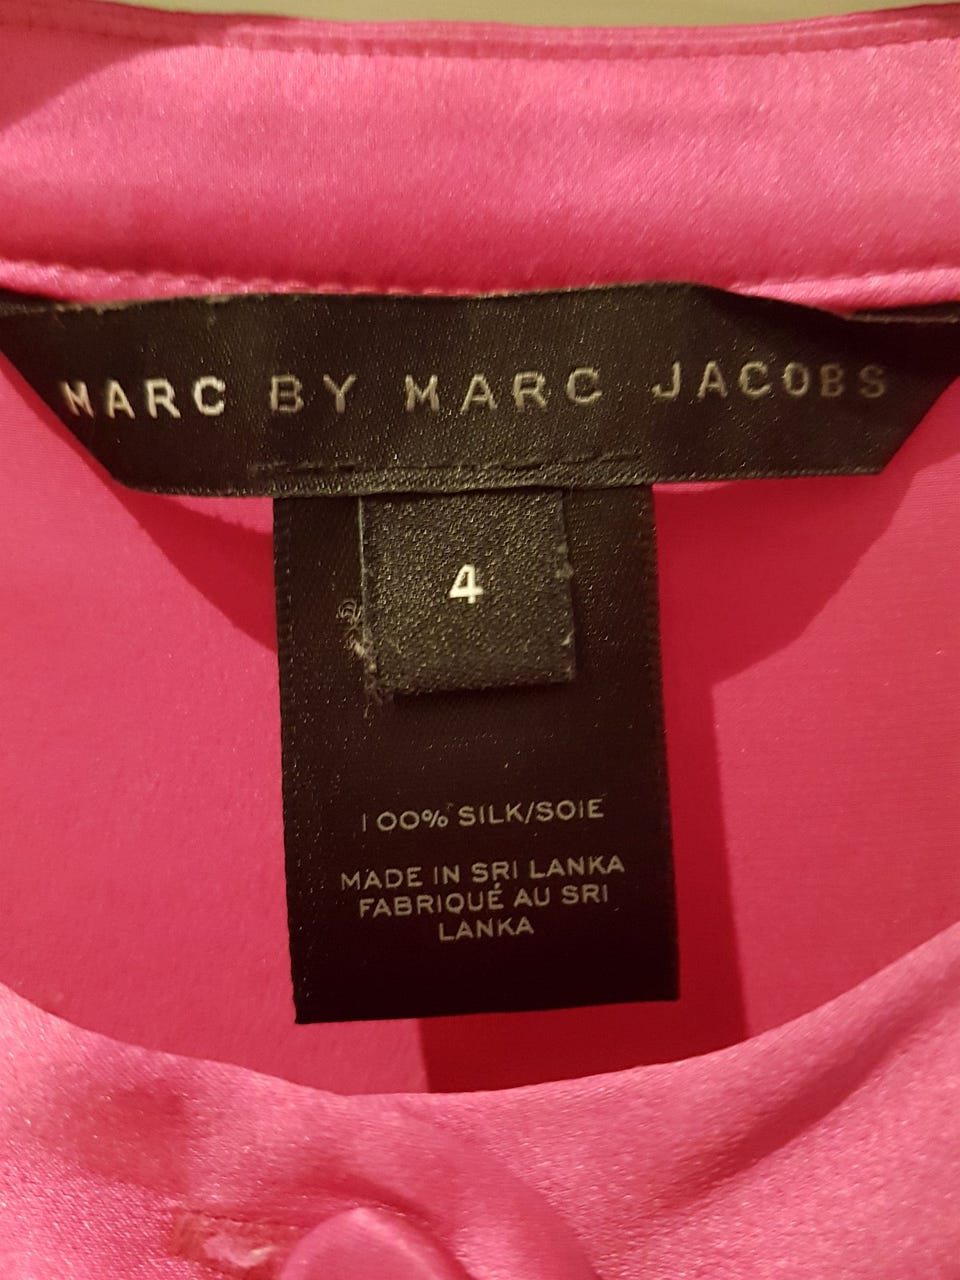 MARC BY MARC JACOBS
4
100% SILK/SOIE
MADE IN SRI LANKA
FABRIQUÉ AU SRI
LANKA